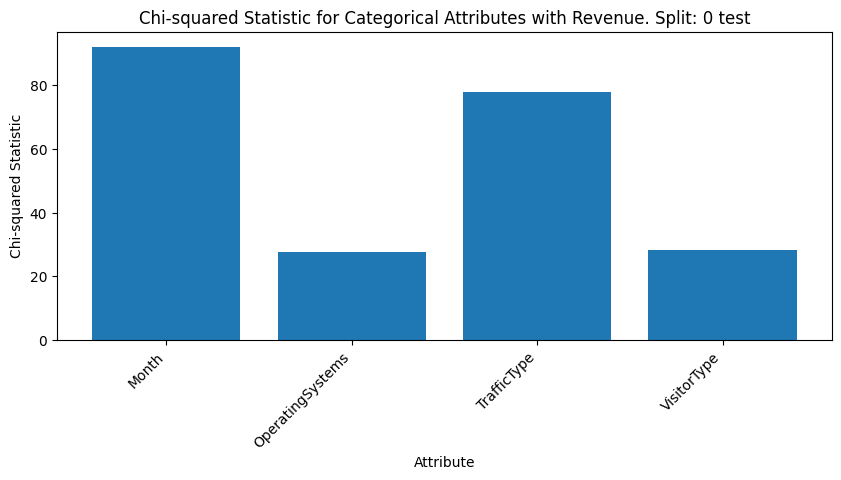 Chi-squared Statistic for Categorical Attributes with Revenue. Split: 0 test
Chi-squared Statistic
80
60
40
20
0
Month
OperatingSystems
TrafficType
VisitorType
Attribute